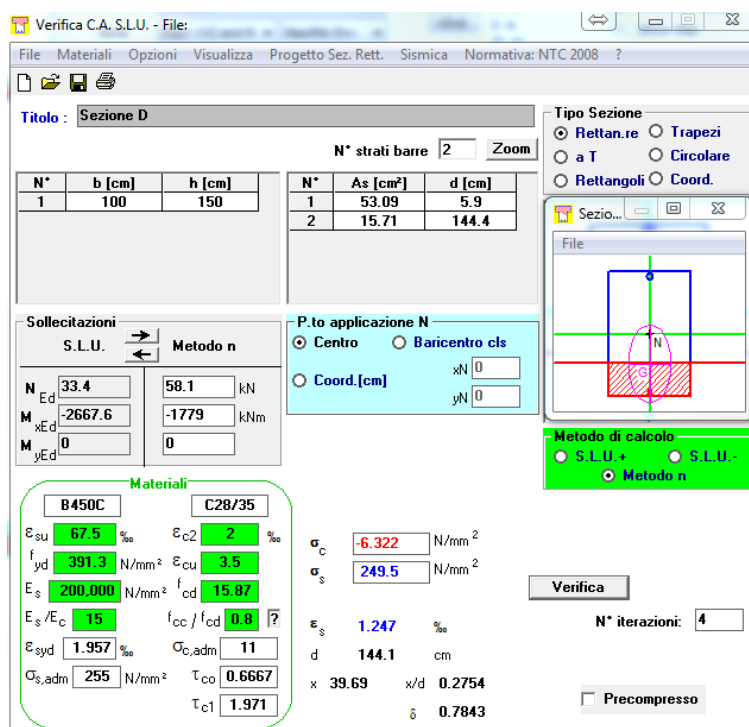 Verifica C.A. S.L.U. - File:
File Materiali Opzioni Visualizza Progetto Sez. Rett. Sismica Normativa: NTC 2008 ?
Titolo : Sezione D
N* strati barre 2 Zoom
N* b [cm] h [cm]
1 100 150
N* As [cm²] d [cm]
1 53.09 5.9
2 15.71 144.4
Tipo Sezione
Rettan.re Trapezi
a T Circolare
Rettangoli Coord.
Sezio...
File
N
G
Sollecitazioni
S.L.U. Metodo n
N Ed 33.4 58.1 kN
M xEd -2667.6 -1779 kNm
M yEd 0 0
P.to applicazione N
Centro Baricentro cls
Coord.[cm] xN 0
yN 0
Metodo di calcolo
S.L.U.+ S.L.U.-
Metodo n
Materiali
B450C C28/35
εsu 67.5 ‰ εc2 2 ‰
fyd 391.3 N/mm² εcu 3.5
Es 200,000 N/mm² fcd 15.87
Es/Ec 15 fcc / fcd 0.8 ?
εsyd 1.957 ‰ σc,adm 11
σs,adm 255 N/mm² τco 0.6667
τc1 1.971
σc -6.322 N/mm²
σs 249.5 N/mm²
εs 1.247 ‰
d 144.1 cm
x 39.69 x/d 0.2754
δ 0.7843
Verifica
N* iterazioni: 4
Precompresso